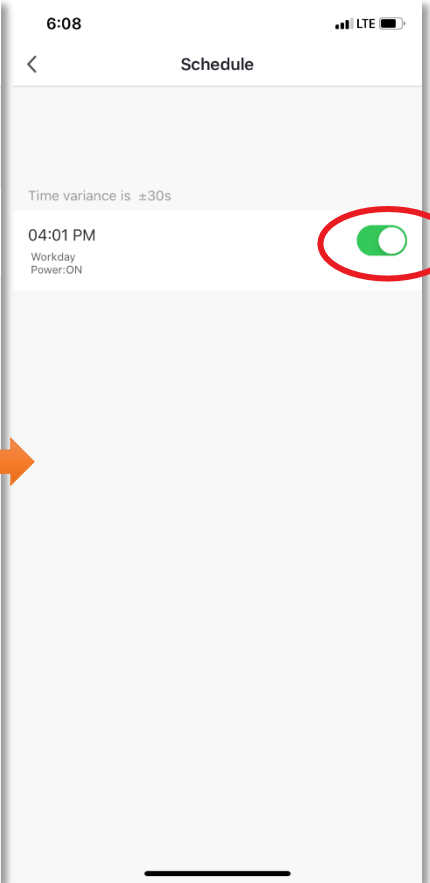 6:08
LTE
Schedule
Time variance is ±30s
04:01 PM
Workday
Power:ON